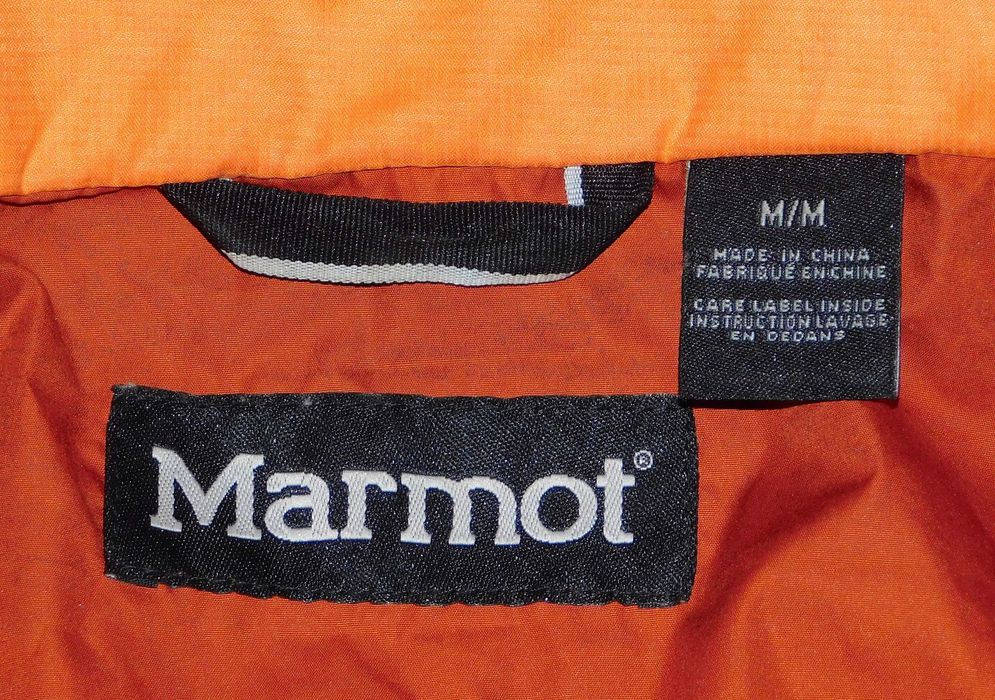 M/M
MADE IN CHINA
FABRIQUÉ EN CHINE
CARE LABEL INSIDE
INSTRUCTION LAVAGE
EN DEDANS
Marmot®